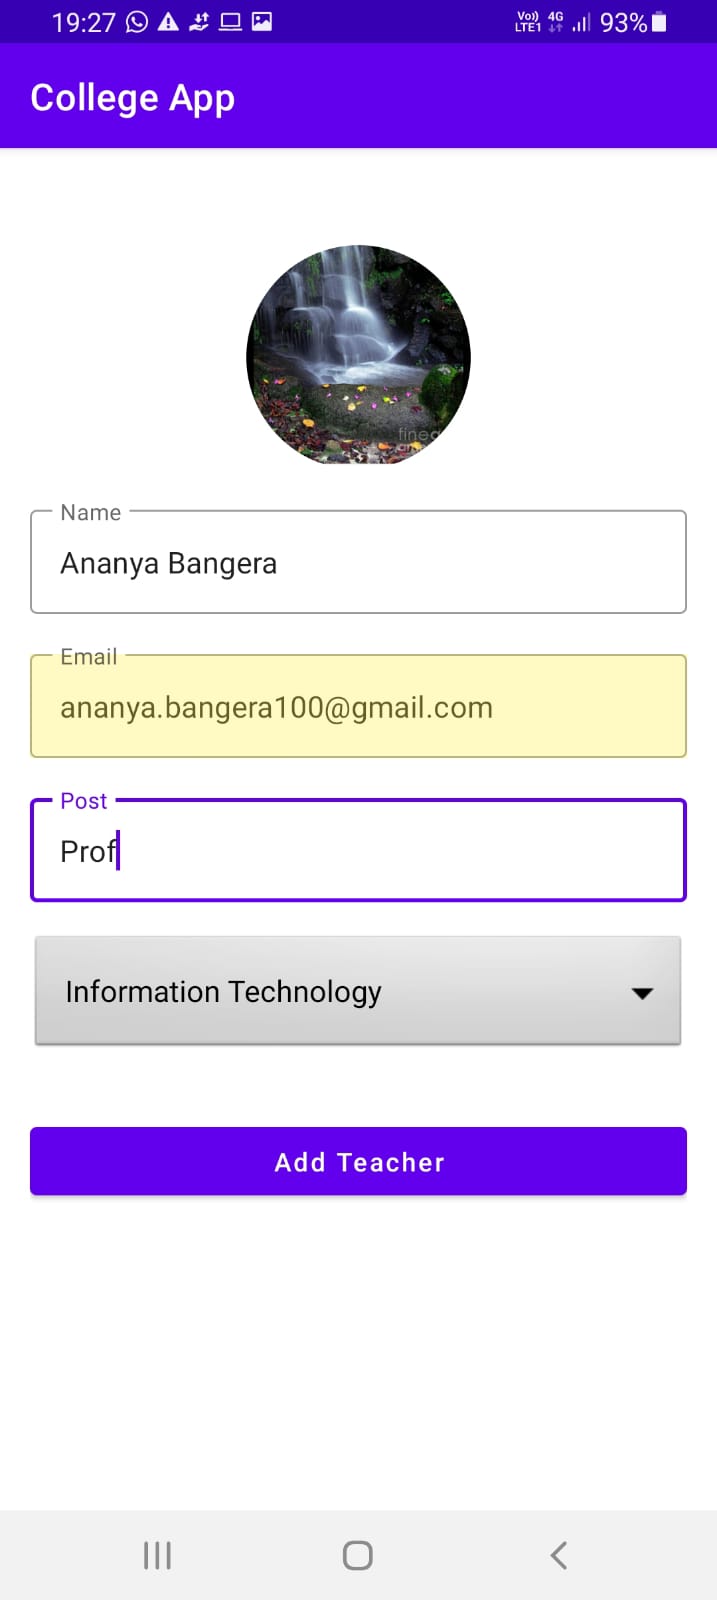 19:27 Vo)) LTE1 4G 93%
College App
finea
Name
Ananya Bangera
Email
ananya.bangera100@gmail.com
Post
Prof
Information Technology
Add Teacher